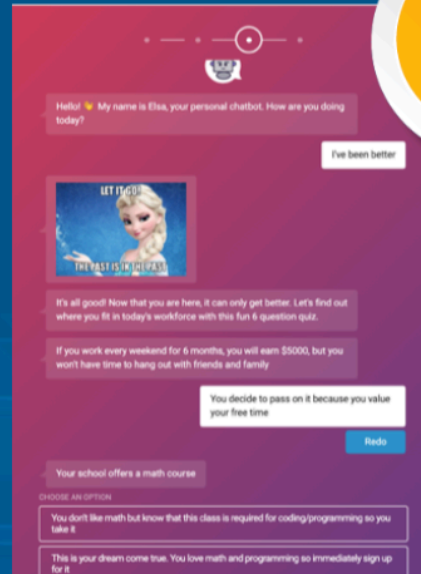 Hello! 👋 My name is Elsa, your personal chatbot. How are you doing
today?
I've been better
LET IT GO!
THE PAST IS IN THE PAST
It's all good! Now that you are here, it can only get better. Let's find out
where you fit in today's workforce with this fun 6 question quiz.
If you work every weekend for 6 months, you will earn $5000, but you
won't have time to hang out with friends and family
You decide to pass on it because you value
your free time
Redo
Your school offers a math course
CHOOSE AN OPTION
You don't like math but know that this class is required for coding/programming so you
take it
This is your dream come true. You love math and programming so immediately sign up
for it